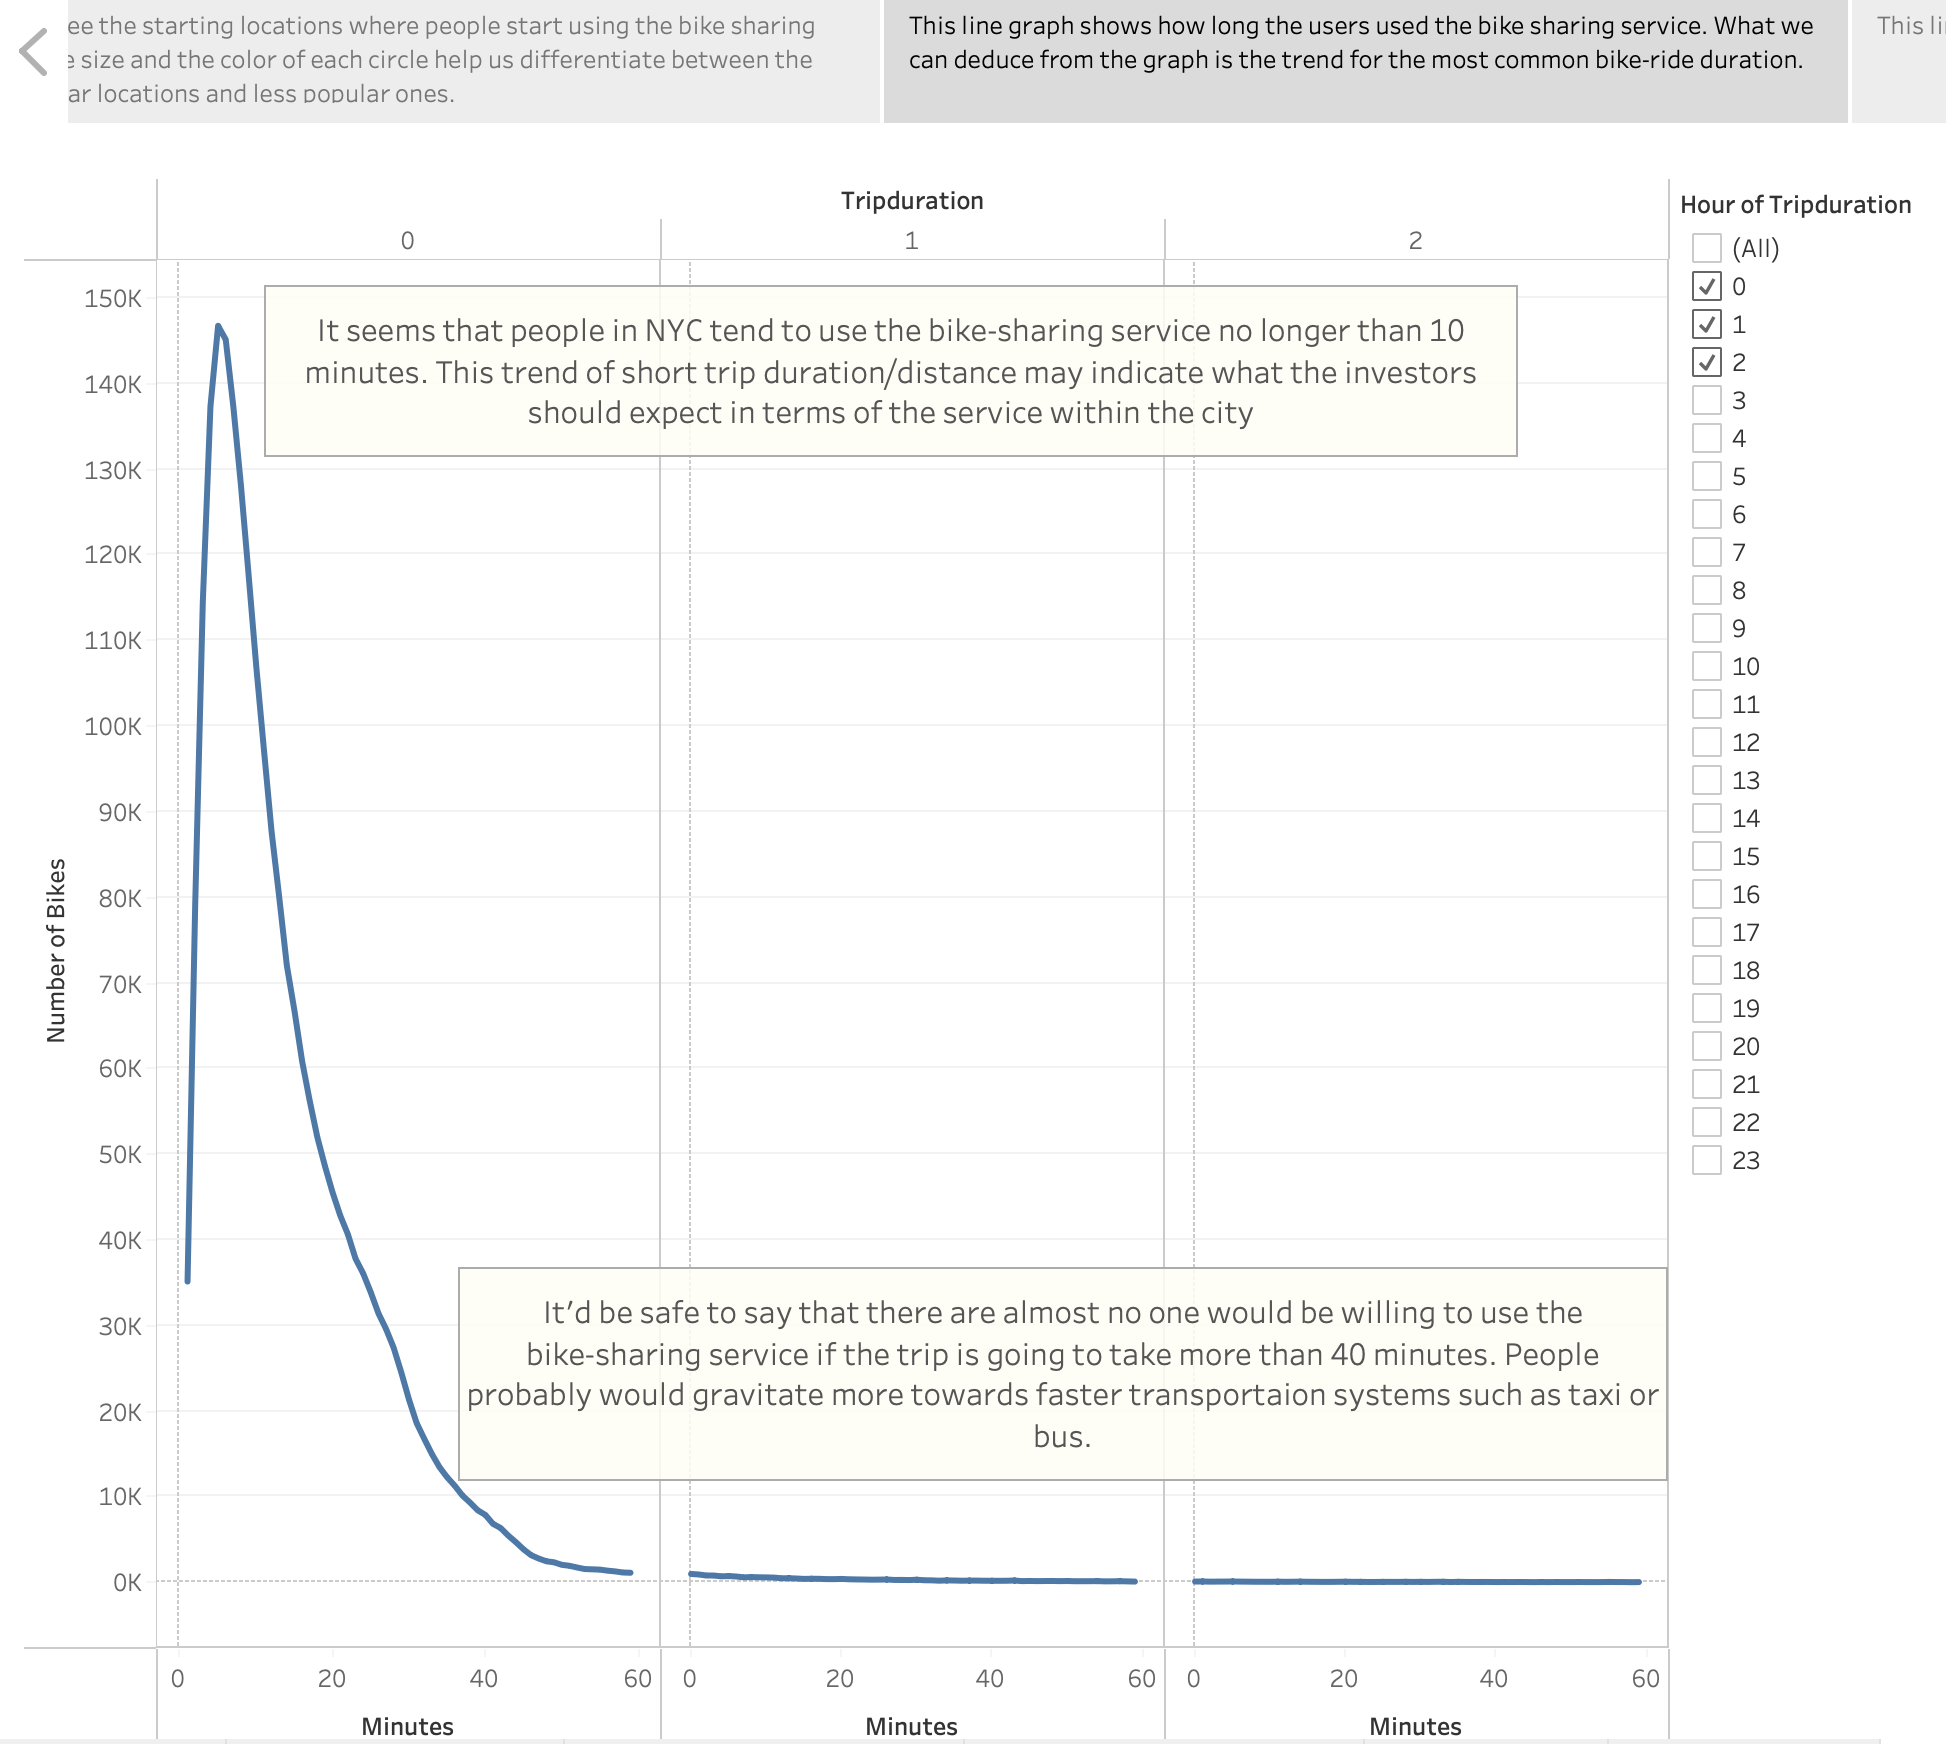 ee the starting locations where people start using the bike sharing
e size and the color of each circle help us differentiate between the
ar locations and less popular ones.
This line graph shows how long the users used the bike sharing service. What we
can deduce from the graph is the trend for the most common bike-ride duration.
This li
Tripduration
0 1 2
150K
140K
130K
120K
110K
100K
90K
80K
70K
60K
50K
40K
30K
20K
10K
0K
Number of Bikes
It seems that people in NYC tend to use the bike-sharing service no longer than 10
minutes. This trend of short trip duration/distance may indicate what the investors
should expect in terms of the service within the city
It'd be safe to say that there are almost no one would be willing to use the
bike-sharing service if the trip is going to take more than 40 minutes. People
probably would gravitate more towards faster transportaion systems such as taxi or
bus.
0 20 40 60 0 20 40 60 0 20 40 60
Minutes Minutes Minutes
Hour of Tripduration
(All)
0
1
2
3
4
5
6
7
8
9
10
11
12
13
14
15
16
17
18
19
20
21
22
23